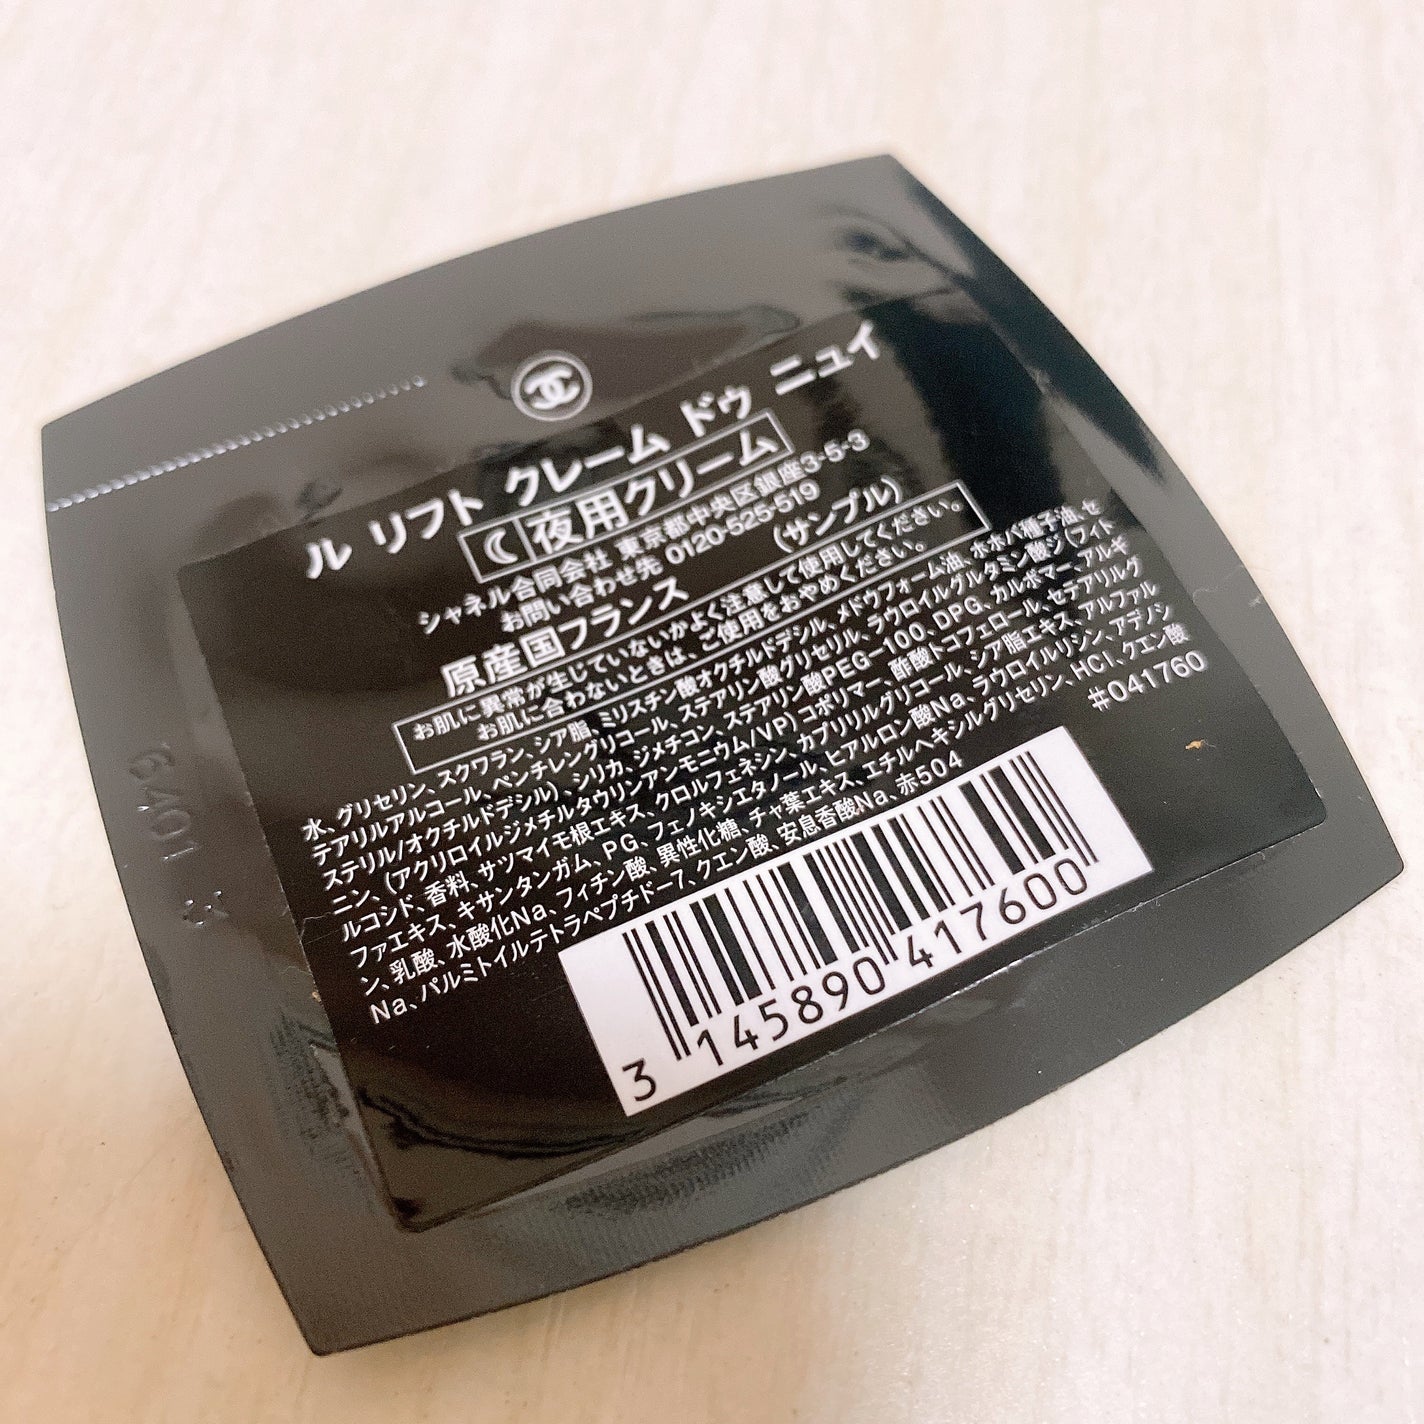 ル リフト クレーム ドゥ ニュイ
夜用クリーム
シャネル合同会社 東京都中央区銀座3-5-3
お問い合わせ先 0120-525-519
原産国フランス (サンプル)
お肌に異常が生じていないかよく注意して使用してください。
お肌に合わないときは、ご使用をおやめください。
水、グリセリン、スクワラン、シア脂、ミリスチン酸オクチルドデシル、メドウフォーム油、ホホバ種子油、セ
テアリルアルコール、ペンチレングリコール、ステアリン酸グリセリル、ラウロイルグルタミン酸ジ(フィト
ステリル/オクチルドデシル)、シリカ、ジメチコン、ステアリン酸PEG-100、DPG、カルボマー、アルギ
ニン、(アクリロイルジメチルタウリンアンモニウム/VP)コポリマー、酢酸トコフェロール、セテアリルグ
ルコシド、香料、サツマイモ根エキス、クロルフェネシン、カプリリルグリコール、シア脂エキス、アルファル
ファエキス、キサンタンガム、PG、フェノキシエタノール、ヒアルロン酸Na、ラウロイルリシン、アデノシ
ン、乳酸、水酸化Na、フィチン酸、異性化糖、チャ葉エキス、エチルヘキシルグリセリン、HCl、クエン酸
Na、パルミトイルテトラペプチド-7、クエン酸、安息香酸Na、赤504
#041760
3 145890 417600
6401